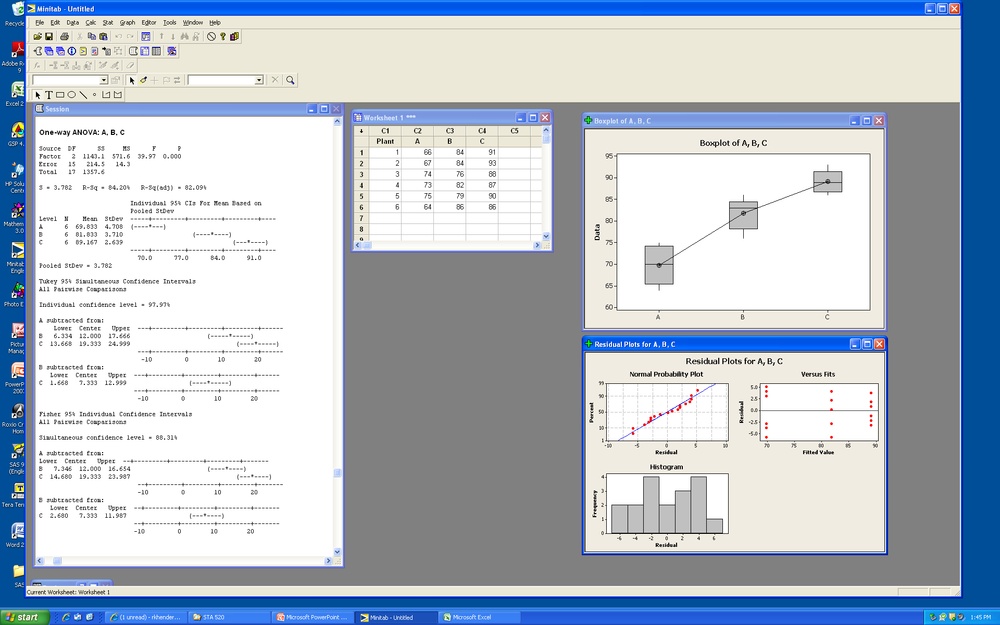 Minitab - Untitled
File Edit Data Calc Stat Graph Editor Tools Window Help
Session
One-way ANOVA: A, B, C
Source DF SS MS F P
Factor 2 1143.1 571.6 39.97 0.000
Error 15 214.5 14.3
Total 17 1357.6
S = 3.782 R-Sq = 84.20% R-Sq(adj) = 82.09%
Individual 95% CIs For Mean Based on
Pooled StDev
Level N Mean StDev -----+---------+---------+---------+----
A 6 69.833 4.708 (----*---)
B 6 81.833 3.710 (----*----)
C 6 89.167 2.639 (---*----)
-----+---------+---------+---------+----
70.0 77.0 84.0 91.0
Pooled StDev = 3.782
Tukey 95% Simultaneous Confidence Intervals
All Pairwise Comparisons
Individual confidence level = 97.97%
A subtracted from:
Lower Center Upper ---+---------+---------+---------+------
B 6.334 12.000 17.666 (-----*-----)
C 13.668 19.333 24.999 (----*-----)
---+---------+---------+---------+------
-10 0 10 20
B subtracted from:
Lower Center Upper ---+---------+---------+---------+------
C 1.668 7.333 12.999 (----*-----)
---+---------+---------+---------+------
-10 0 10 20
Fisher 95% Individual Confidence Intervals
All Pairwise Comparisons
Simultaneous confidence level = 88.31%
A subtracted from:
Lower Center Upper --+---------+---------+---------+-------
B 7.346 12.000 16.654 (----*----)
C 14.680 19.333 23.987 (---*----)
--+---------+---------+---------+-------
-10 0 10 20
B subtracted from:
Lower Center Upper --+---------+---------+---------+-------
C 2.680 7.333 11.987 (---*----)
--+---------+---------+---------+-------
-10 0 10 20
Worksheet 1 ***
C1 C2 C3 C4 C5
Plant A B C
1 1 66 84 91
2 2 67 84 93
3 3 74 76 88
4 4 73 82 87
5 5 75 79 90
6 6 64 86 86
7
8
9
Boxplot of A, B, C
Boxplot of A, B, C
95
90
85
80
75
70
65
60
Data
A B C
Residual Plots for A, B, C
Residual Plots for A, B, C
Normal Probability Plot
99
90
50
10
1
Percent
-10 -5 0 5 10
Residual
Versus Fits
5.0
2.5
0.0
-2.5
-5.0
Residual
70 75 80 85 90
Fitted Value
Histogram
4
3
2
1
0
Frequency
-6 -4 -2 0 2 4 6
Residual
Current Worksheet: Worksheet 1
Recycle
Adobe Re
9
Excel 2
GSP 4.
HP Solu
Cente
Mathem
3.0
Minitab
Englis
Photo E
Pictur
Manag
PowerP
2007
Roxio Cr
Hom
SAS 9
(Englis
Tera Ter
Word 2
SAS
start
(1 unread) - rkhender...
STA 520
Microsoft PowerPoint ...
Minitab - Untitled
Microsoft Excel
1:45 PM